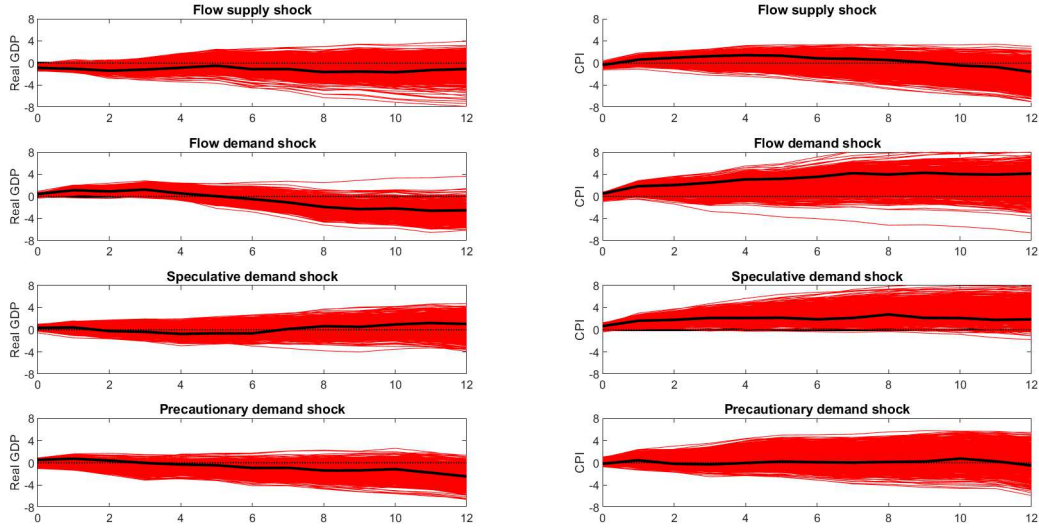 Flow supply shock
Real GDP
8
4
0
-4
-8
0 2 4 6 8 10 12
Flow supply shock
CPI
8
4
0
-4
-8
0 2 4 6 8 10 12
Flow demand shock
Real GDP
8
4
0
-4
-8
0 2 4 6 8 10 12
Flow demand shock
CPI
8
4
0
-4
-8
0 2 4 6 8 10 12
Speculative demand shock
Real GDP
8
4
0
-4
-8
0 2 4 6 8 10 12
Speculative demand shock
CPI
8
4
0
-4
-8
0 2 4 6 8 10 12
Precautionary demand shock
Real GDP
8
4
0
-4
-8
0 2 4 6 8 10 12
Precautionary demand shock
CPI
8
4
0
-4
-8
0 2 4 6 8 10 12